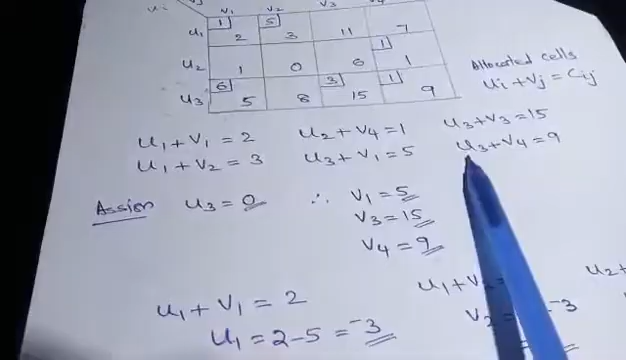 v₁ v₂ v₃ v₄
u₁ 1 2 5 3 11 7
u₂ 1 0 6 1 1
u₃ 6 5 8 3 15 1 9
Allocated cells
ui + vj = Cij
u₁ + v₁ = 2 u₂ + v₄ = 1 u₃ + v₃ = 15
u₁ + v₂ = 3 u₃ + v₁ = 5 u₃ + v₄ = 9
Assign u₃ = 0 ∴ v₁ = 5
v₃ = 15
v₄ = 9
u₁ + v₁ = 2 u₁ +
u₁ = 2 - 5 = -3 -3